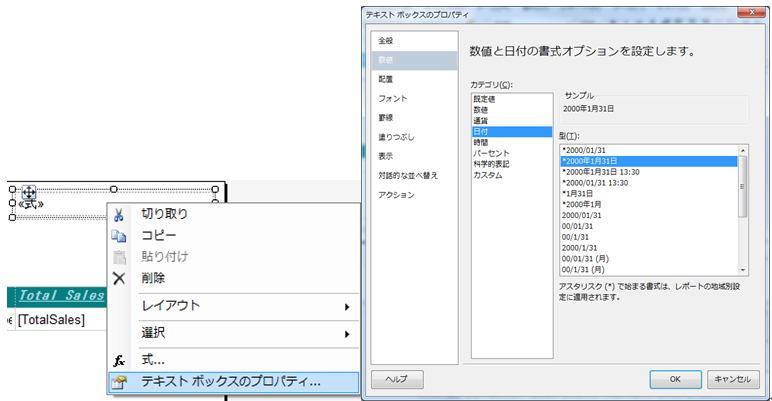 «式»
Total Sales
[TotalSales]
切り取り
コピー
貼り付け
削除
レイアウト
選択
fx 式...
テキスト ボックスのプロパティ...
テキスト ボックスのプロパティ
全般
数値
配置
フォント
罫線
塗りつぶし
表示
対話的な並べ替え
アクション
数値と日付の書式オプションを設定します。
カテゴリ(C):
既定値
数値
通貨
日付
時間
パーセント
科学的表記
カスタム
サンプル
2000年1月31日
型(T):
*2000/01/31
*2000年1月31日
*2000年1月31日 13:30
*2000/01/31 13:30
*1月31日
*2000年1月
2000/01/31
00/01/31
00/1/31
2000/1/31
00/01/31 (月)
00/1/31 (月)
アスタリスク (*) で始まる書式は、レポートの地域別設
定に適用されます。
ヘルプ
OK
キャンセル